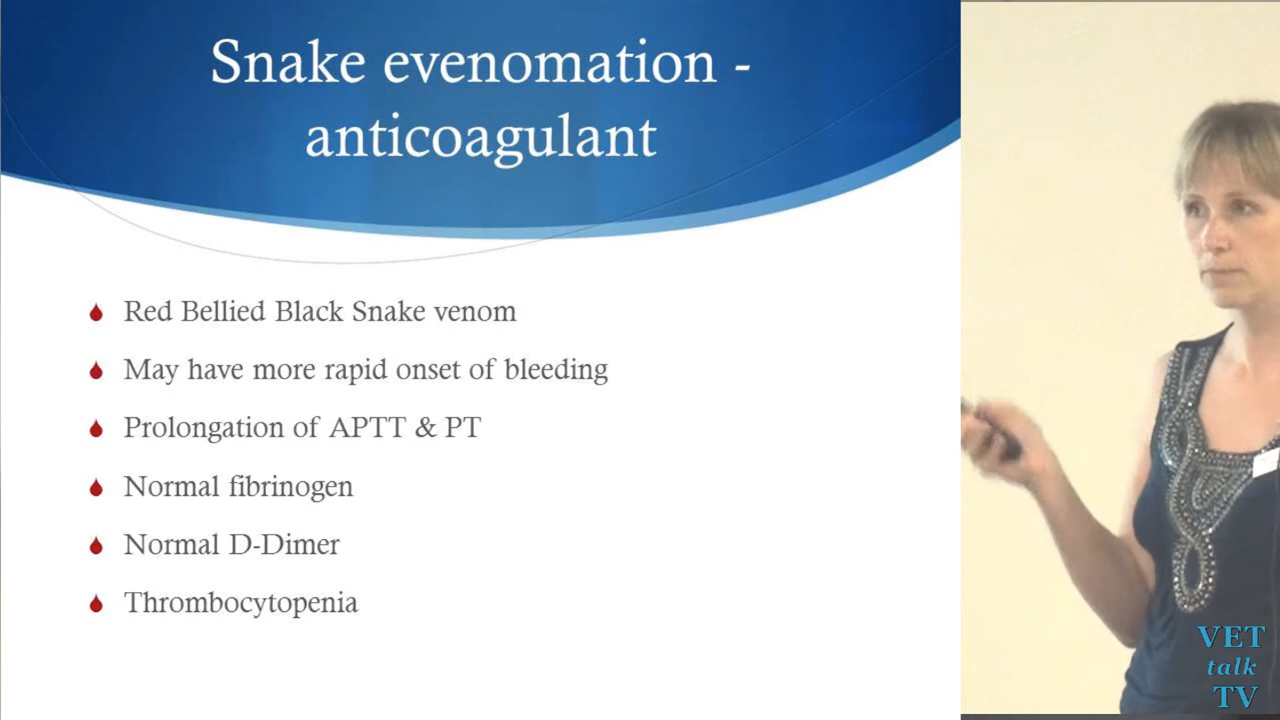 Snake evenomation -
anticoagulant
Red Bellied Black Snake venom
May have more rapid onset of bleeding
Prolongation of APTT & PT
Normal fibrinogen
Normal D-Dimer
Thrombocytopenia
VET
talk
TV